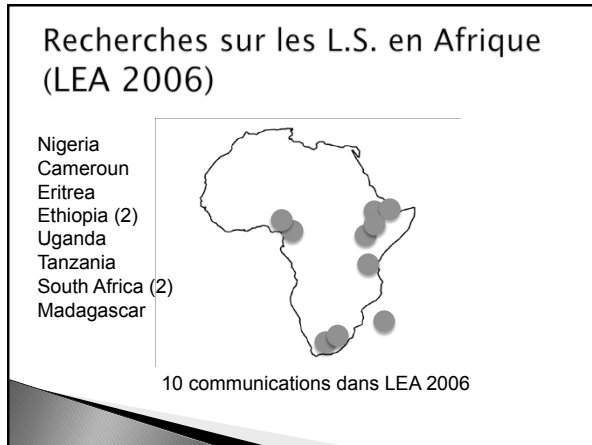 Recherches sur les L.S. en Afrique
(LEA 2006)
Nigeria
Cameroun
Eritrea
Ethiopia (2)
Uganda
Tanzania
South Africa (2)
Madagascar
10 communications dans LEA 2006